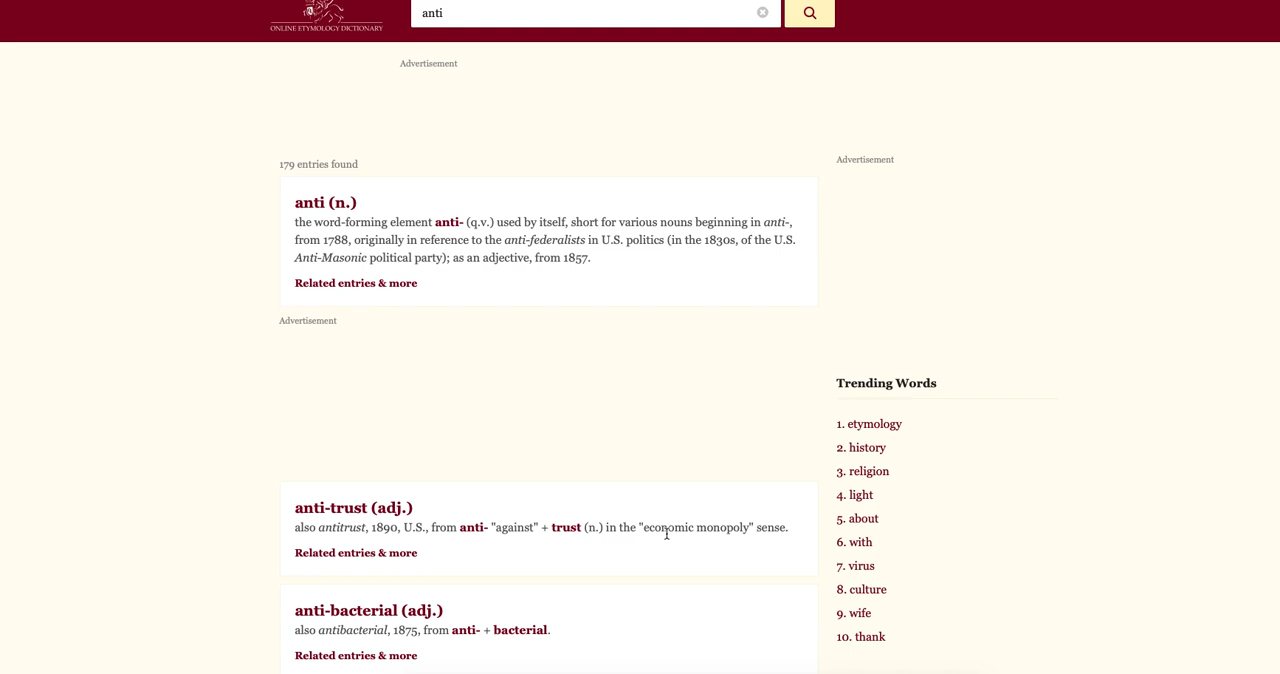 ONLINE ETYMOLOGY DICTIONARY
anti
Advertisement
179 entries found
Advertisement
anti (n.)
the word-forming element anti- (q.v.) used by itself, short for various nouns beginning in anti-,
from 1788, originally in reference to the anti-federalists in U.S. politics (in the 1830s, of the U.S.
Anti-Masonic political party); as an adjective, from 1857.
Related entries & more
Advertisement
anti-trust (adj.)
also antitrust, 1890, U.S., from anti- "against" + trust (n.) in the "economic monopoly" sense.
Related entries & more
anti-bacterial (adj.)
also antibacterial, 1875, from anti- + bacterial.
Related entries & more
Trending Words
1. etymology
2. history
3. religion
4. light
5. about
6. with
7. virus
8. culture
9. wife
10. thank